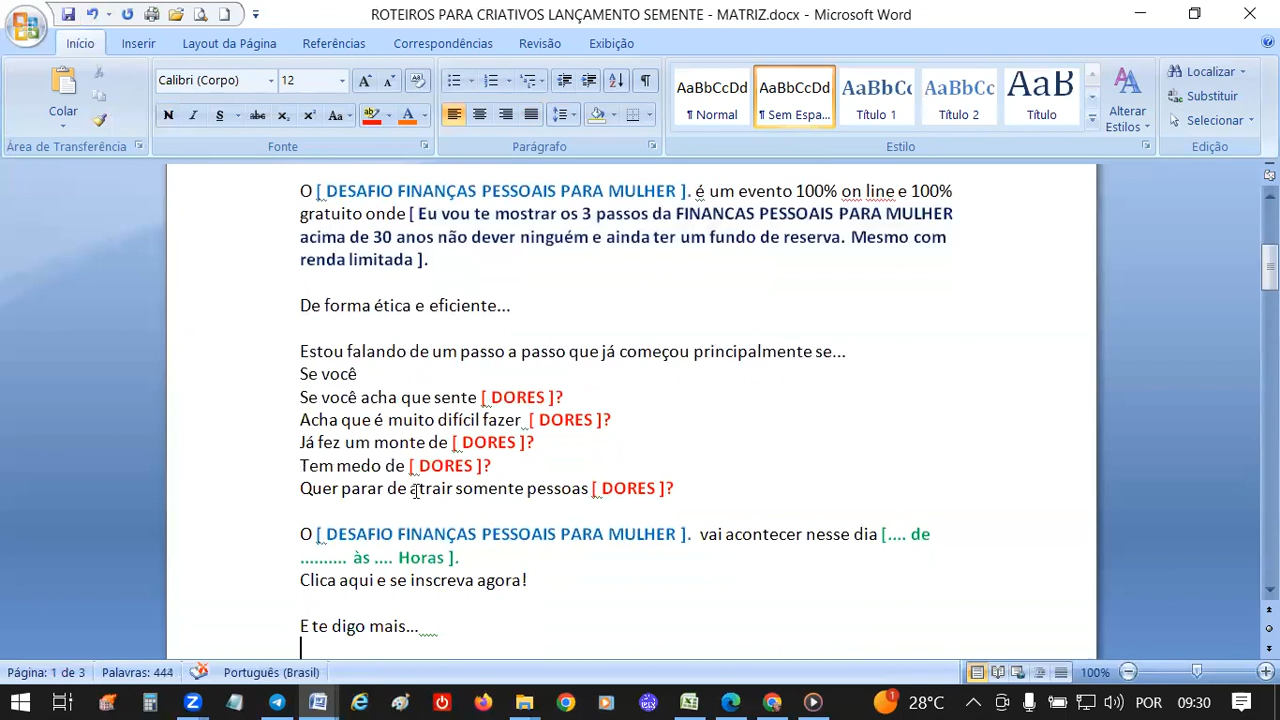 ROTEIROS PARA CRIATIVOS LANÇAMENTO SEMENTE - MATRIZ.docx - Microsoft Word
Início Inserir Layout da Página Referências Correspondências Revisão Exibição
Colar
Calibri (Corpo) 12
N I S abc x₂ x² Aa
AaBbCcDd AaBbCcDd AaBbCc AaBbCc AaB
¶ Normal ¶ Sem Espa... Título 1 Título 2 Título
Alterar Estilos
Localizar
Substituir
Selecionar
Área de Transferência Fonte Parágrafo Estilo Edição
O [ DESAFIO FINANÇAS PESSOAIS PARA MULHER ]. é um evento 100% on line e 100%
gratuito onde [ Eu vou te mostrar os 3 passos da FINANCAS PESSOAIS PARA MULHER
acima de 30 anos não dever ninguém e ainda ter um fundo de reserva. Mesmo com
renda limitada ].
De forma ética e eficiente...
Estou falando de um passo a passo que já começou principalmente se...
Se você
Se você acha que sente [ DORES ]?
Acha que é muito difícil fazer [ DORES ]?
Já fez um monte de [ DORES ]?
Tem medo de [ DORES ]?
Quer parar de atrair somente pessoas [ DORES ]?
O [ DESAFIO FINANÇAS PESSOAIS PARA MULHER ]. vai acontecer nesse dia [.... de
.......... às .... Horas ].
Clica aqui e se inscreva agora!
E te digo mais...
Página: 1 de 3 Palavras: 444 Português (Brasil) 100%
1 28°C POR 09:30